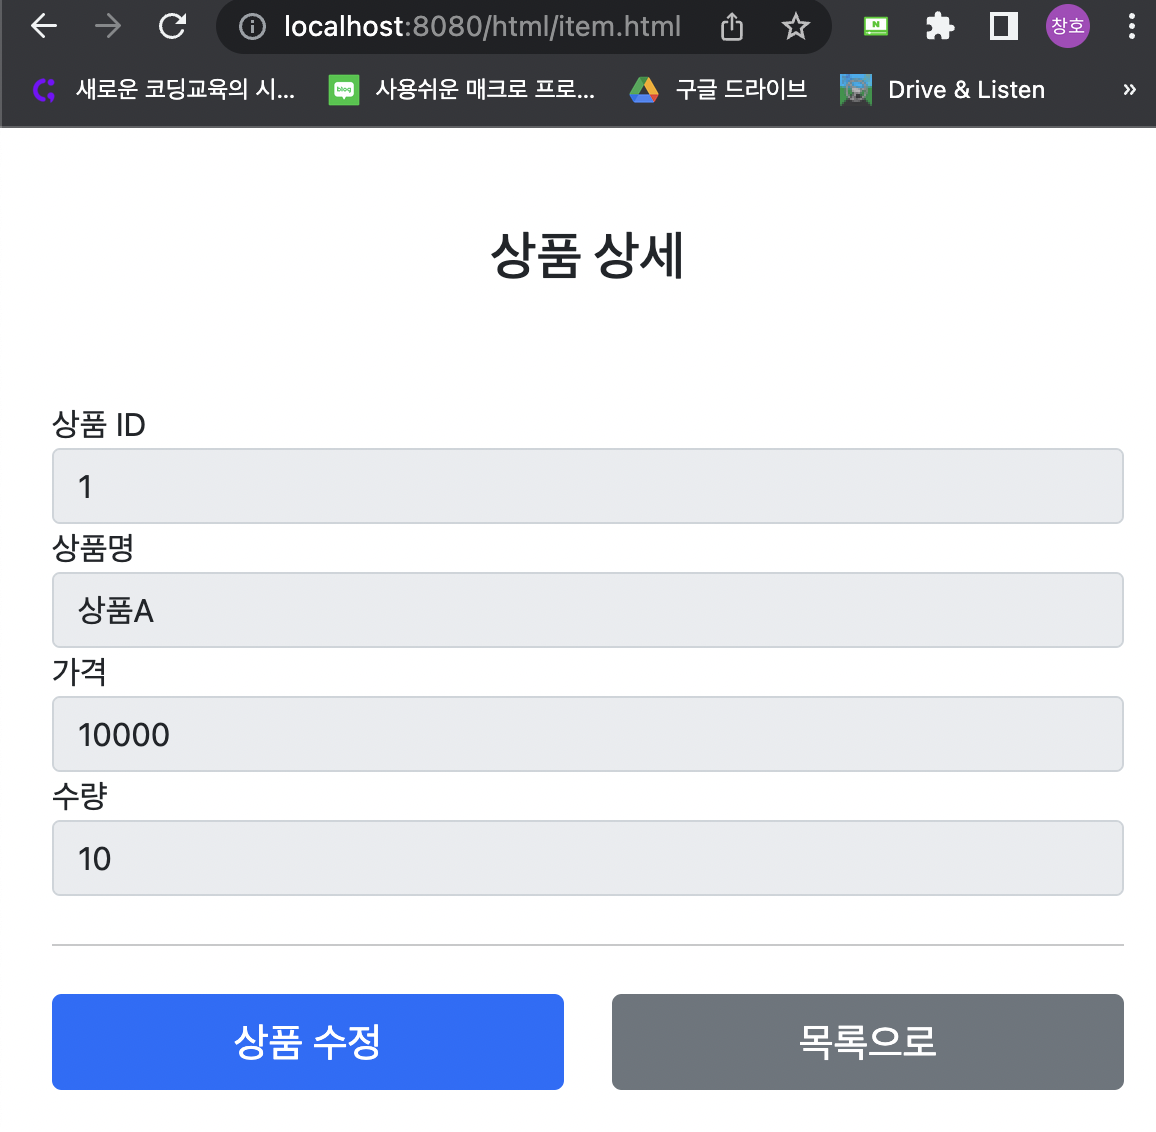 localhost:8080/html/item.html
창호
새로운 코딩교육의 시...
blog
사용쉬운 매크로 프로...
구글 드라이브
Drive & Listen
»
상품 상세
상품 ID
1
상품명
상품A
가격
10000
수량
10
상품 수정
목록으로